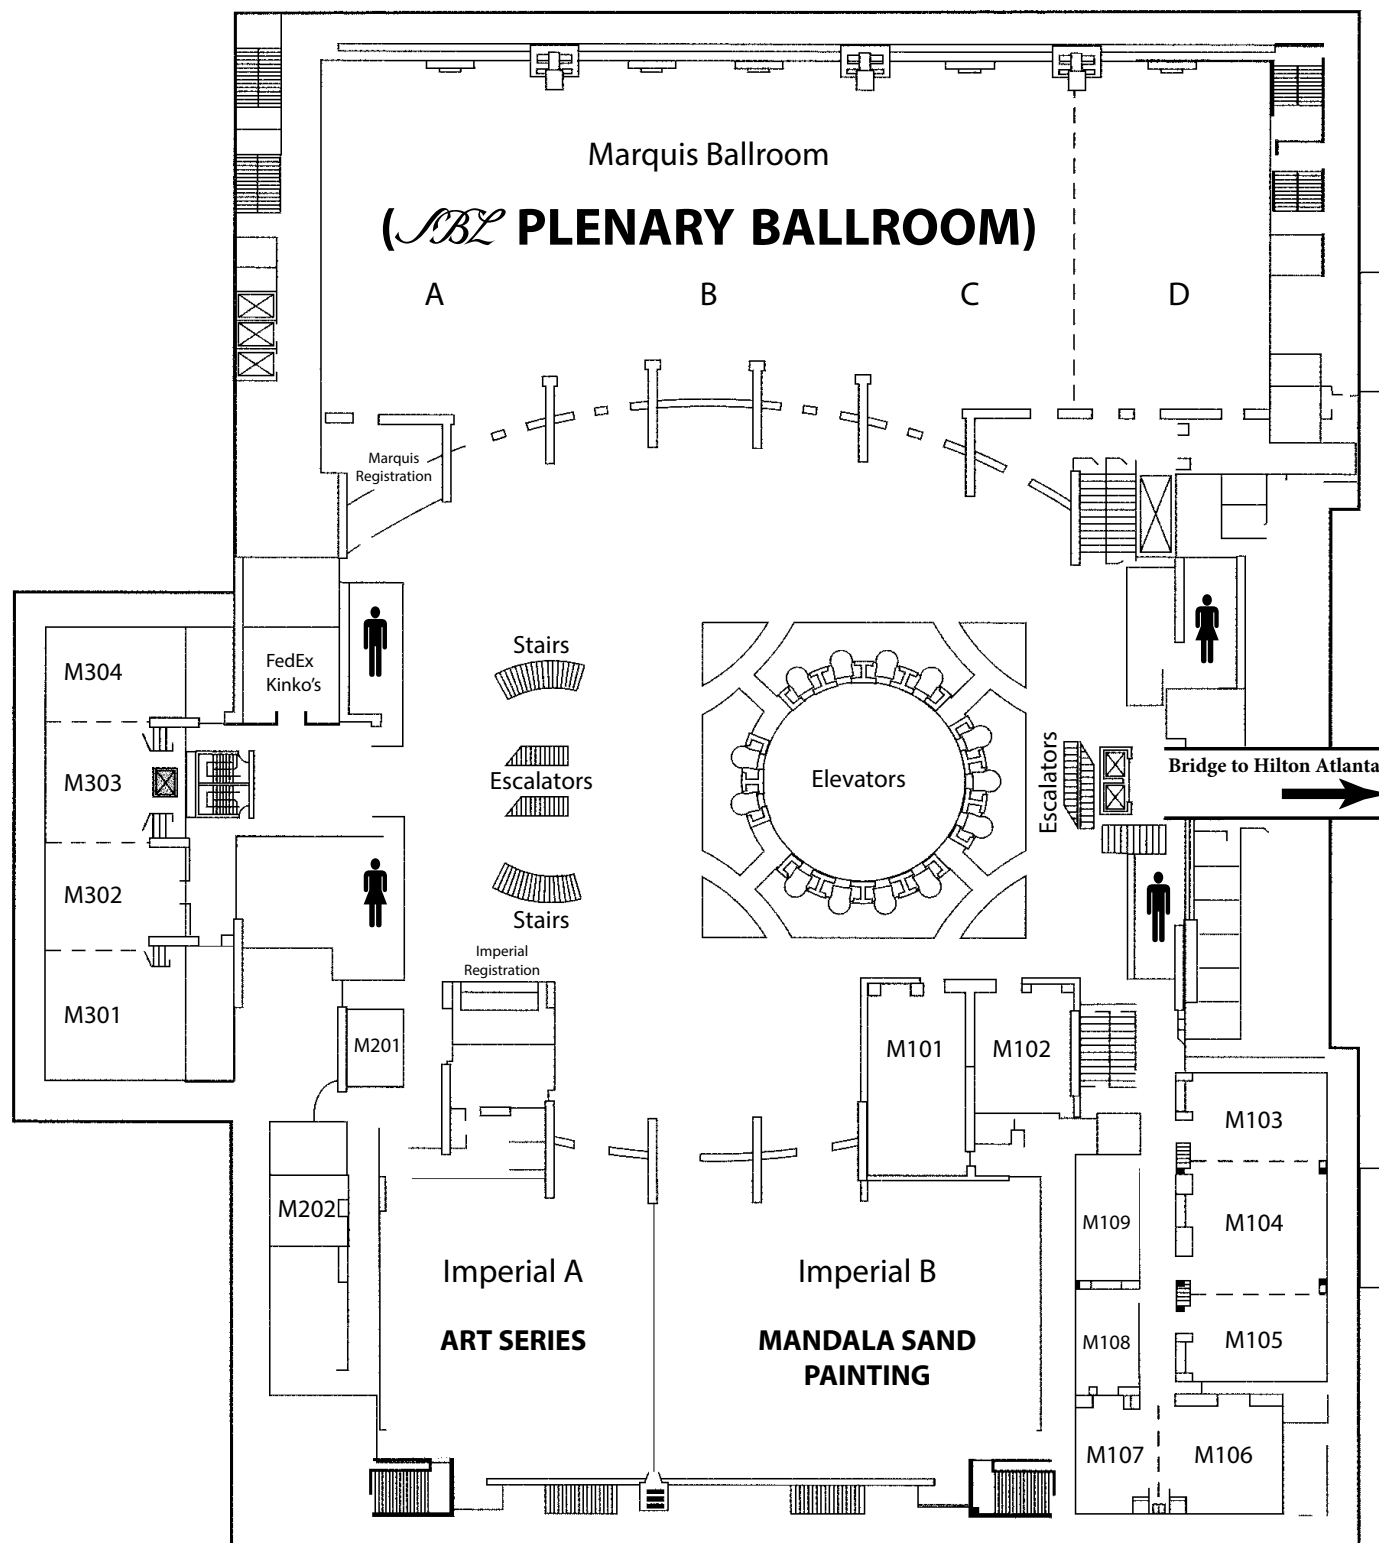 Marquis Ballroom
(SBL PLENARY BALLROOM)
A
B
C
D
Marquis
Registration
M304
FedEx
Kinko's
Stairs
M303
Escalators
Elevators
Escalators
Bridge to Hilton Atlanta
M302
Stairs
Imperial
Registration
M301
M201
M101
M102
M103
M202
M109
M104
Imperial A
Imperial B
ART SERIES
MANDALA SAND
PAINTING
M108
M105
M107
M106